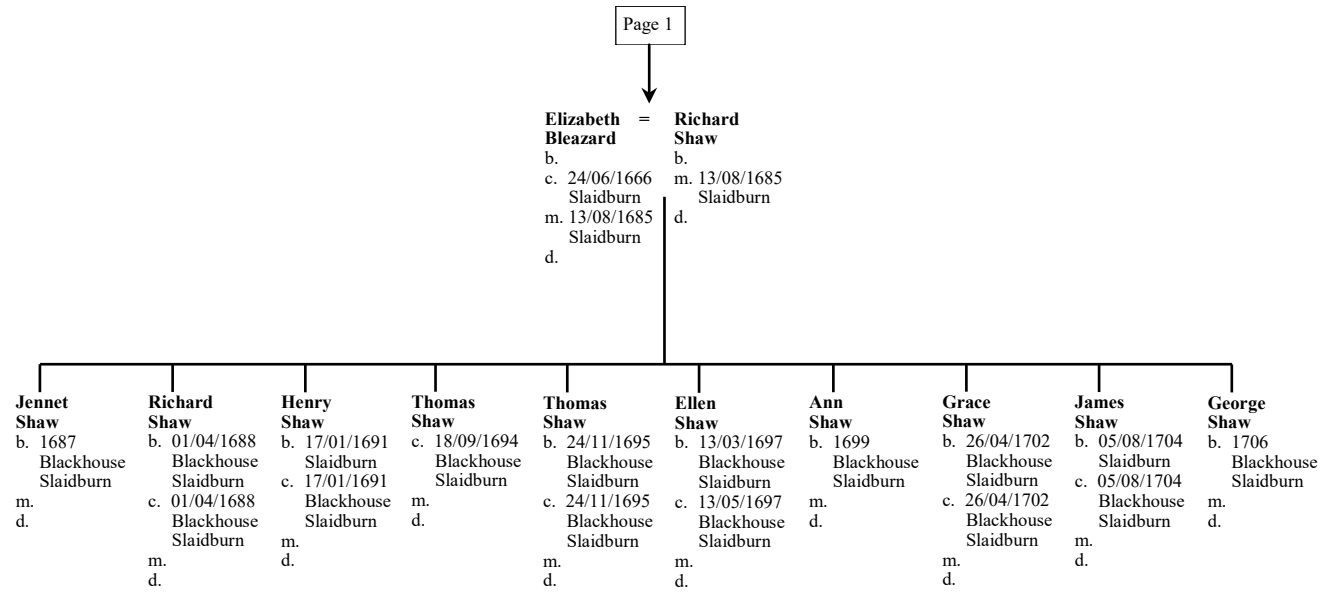 Page 1
Elizabeth = Richard
Bleazard Shaw
b. b.
c. 24/06/1666 m. 13/08/1685
Slaidburn Slaidburn
m. 13/08/1685 d.
Slaidburn
d.
Jennet
Shaw
b. 1687
Blackhouse
Slaidburn
m.
d.
Richard
Shaw
b. 01/04/1688
Blackhouse
Slaidburn
c. 01/04/1688
Blackhouse
Slaidburn
m.
d.
Henry
Shaw
b. 17/01/1691
Slaidburn
c. 17/01/1691
Blackhouse
Slaidburn
m.
d.
Thomas
Shaw
c. 18/09/1694
Blackhouse
Slaidburn
m.
d.
Thomas
Shaw
b. 24/11/1695
Blackhouse
Slaidburn
c. 24/11/1695
Blackhouse
Slaidburn
m.
d.
Ellen
Shaw
b. 13/03/1697
Blackhouse
Slaidburn
c. 13/05/1697
Blackhouse
Slaidburn
m.
d.
Ann
Shaw
b. 1699
Blackhouse
Slaidburn
m.
d.
Grace
Shaw
b. 26/04/1702
Blackhouse
Slaidburn
c. 26/04/1702
Blackhouse
Slaidburn
m.
d.
James
Shaw
b. 05/08/1704
Slaidburn
c. 05/08/1704
Blackhouse
Slaidburn
m.
d.
George
Shaw
b. 1706
Blackhouse
Slaidburn
m.
d.